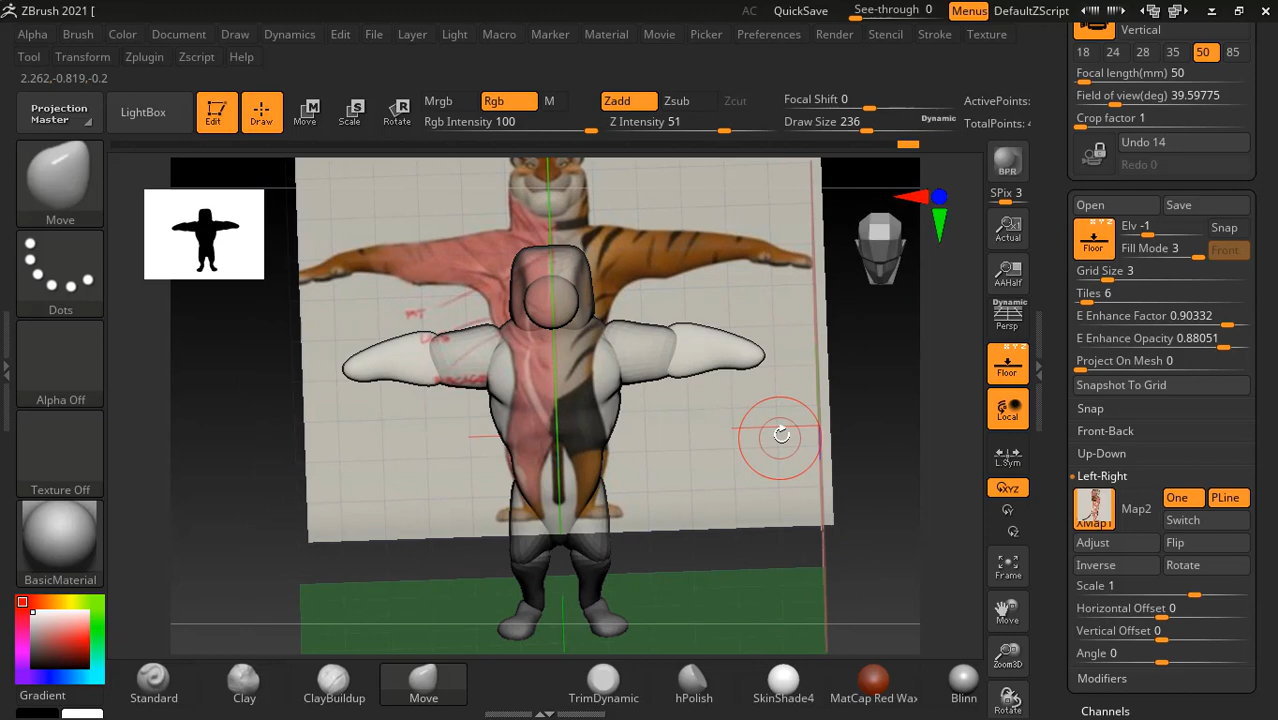 ZBrush 2021 [
AC
QuickSave
See-through 0
Menus
DefaultZScript
Alpha Brush Color Document Draw Dynamics Edit File Layer Light Macro Marker Material Movie Picker Preferences Render Stencil Stroke Texture
Tool Transform Zplugin Zscript Help
2.262,-0.819,-0.2
Projection Master
LightBox
Edit
Draw
Move
Scale
Rotate
Mrgb
Rgb
M
Rgb Intensity 100
Zadd
Zsub
Zcut
Z Intensity 51
Focal Shift 0
Draw Size 236
Dynamic
ActivePoints:
TotalPoints: 4
Move
Dots
Alpha Off
Texture Off
BasicMaterial
Gradient
BPR
SPix 3
Actual
AAHalf
Dynamic
Persp
Floor
Local
L.Sym
XYZ
Y
Z
Frame
Move
Zoom3D
Rotate
Vertical
18 24 28 35 50 85
Focal length(mm) 50
Field of view(deg) 39.59775
Crop factor 1
Undo 14
Redo 0
Open
Save
X Y Z
Floor
Elv -1
Snap
Fill Mode 3
Front
Grid Size 3
Tiles 6
E Enhance Factor 0.90332
E Enhance Opacity 0.88051
Project On Mesh 0
Snapshot To Grid
Snap
Front-Back
Up-Down
Left-Right
Map2
One
PLine
Switch
Adjust
Flip
Inverse
Rotate
Scale 1
Horizontal Offset 0
Vertical Offset 0
Angle 0
Modifiers
Channels
Standard
Clay
ClayBuildup
Move
TrimDynamic
hPolish
SkinShade4
MatCap Red Wax
Blinn